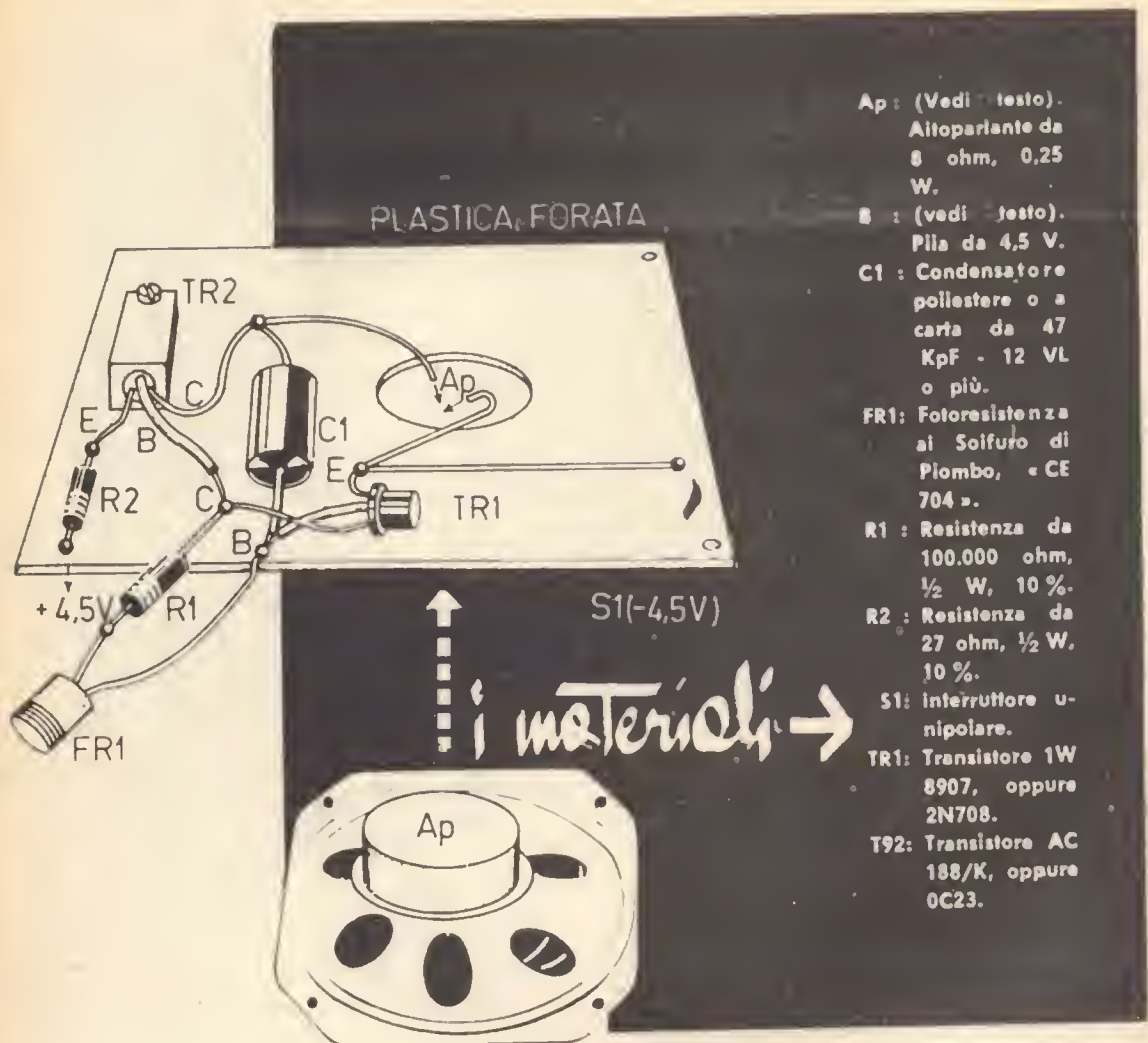 PLASTICA FORATA
TR2
C
Ap
E
B
C1
E
R2
C
TR1
B
+4,5V
R1
S1(-4,5V)
FR1
i materiali
Ap
Ap : (Vedi testo).
Altoparlante da
8 ohm, 0,25
W.
B : (vedi testo).
Pila da 4,5 V.
C1 : Condensatore
poliestere o a
carta da 47
KpF - 12 VL
o più.
FR1: Fotoresistenza
al Solfuro di
Piombo, « CE
704 ».
R1 : Resistenza da
100.000 ohm,
½ W, 10 %.
R2 : Resistenza da
27 ohm, ½ W,
10 %.
S1: interruttore u-
nipolare.
TR1: Transistore 1W
8907, oppure
2N708.
T92: Transistore AC
188/K, oppure
0C23.